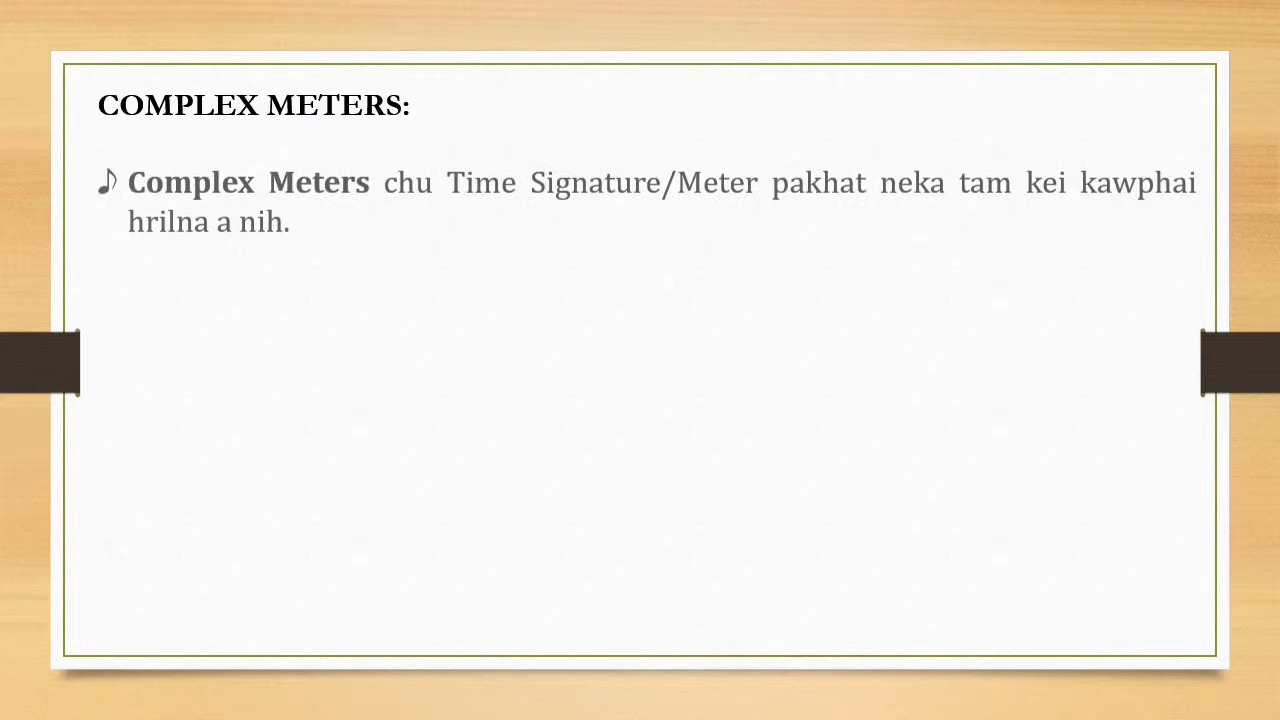 COMPLEX METERS:
♪ Complex Meters chu Time Signature/Meter pakhat neka tam kei kawphai
hrilna a nih.